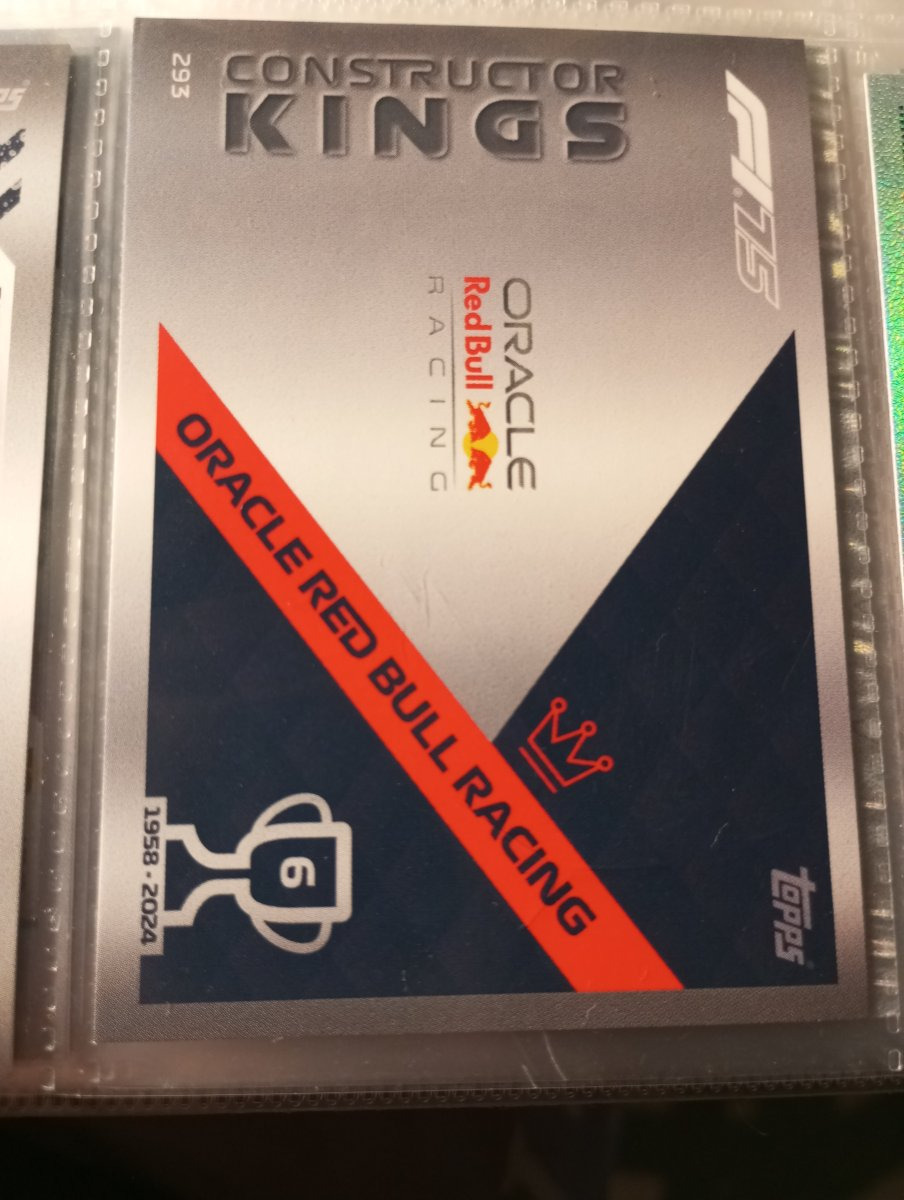 CONSTRUCTOR
KINGS
293
F1.75
ORACLE
Red Bull
RACING
ORACLE RED BULL RACING
6
1958 - 2024
topps